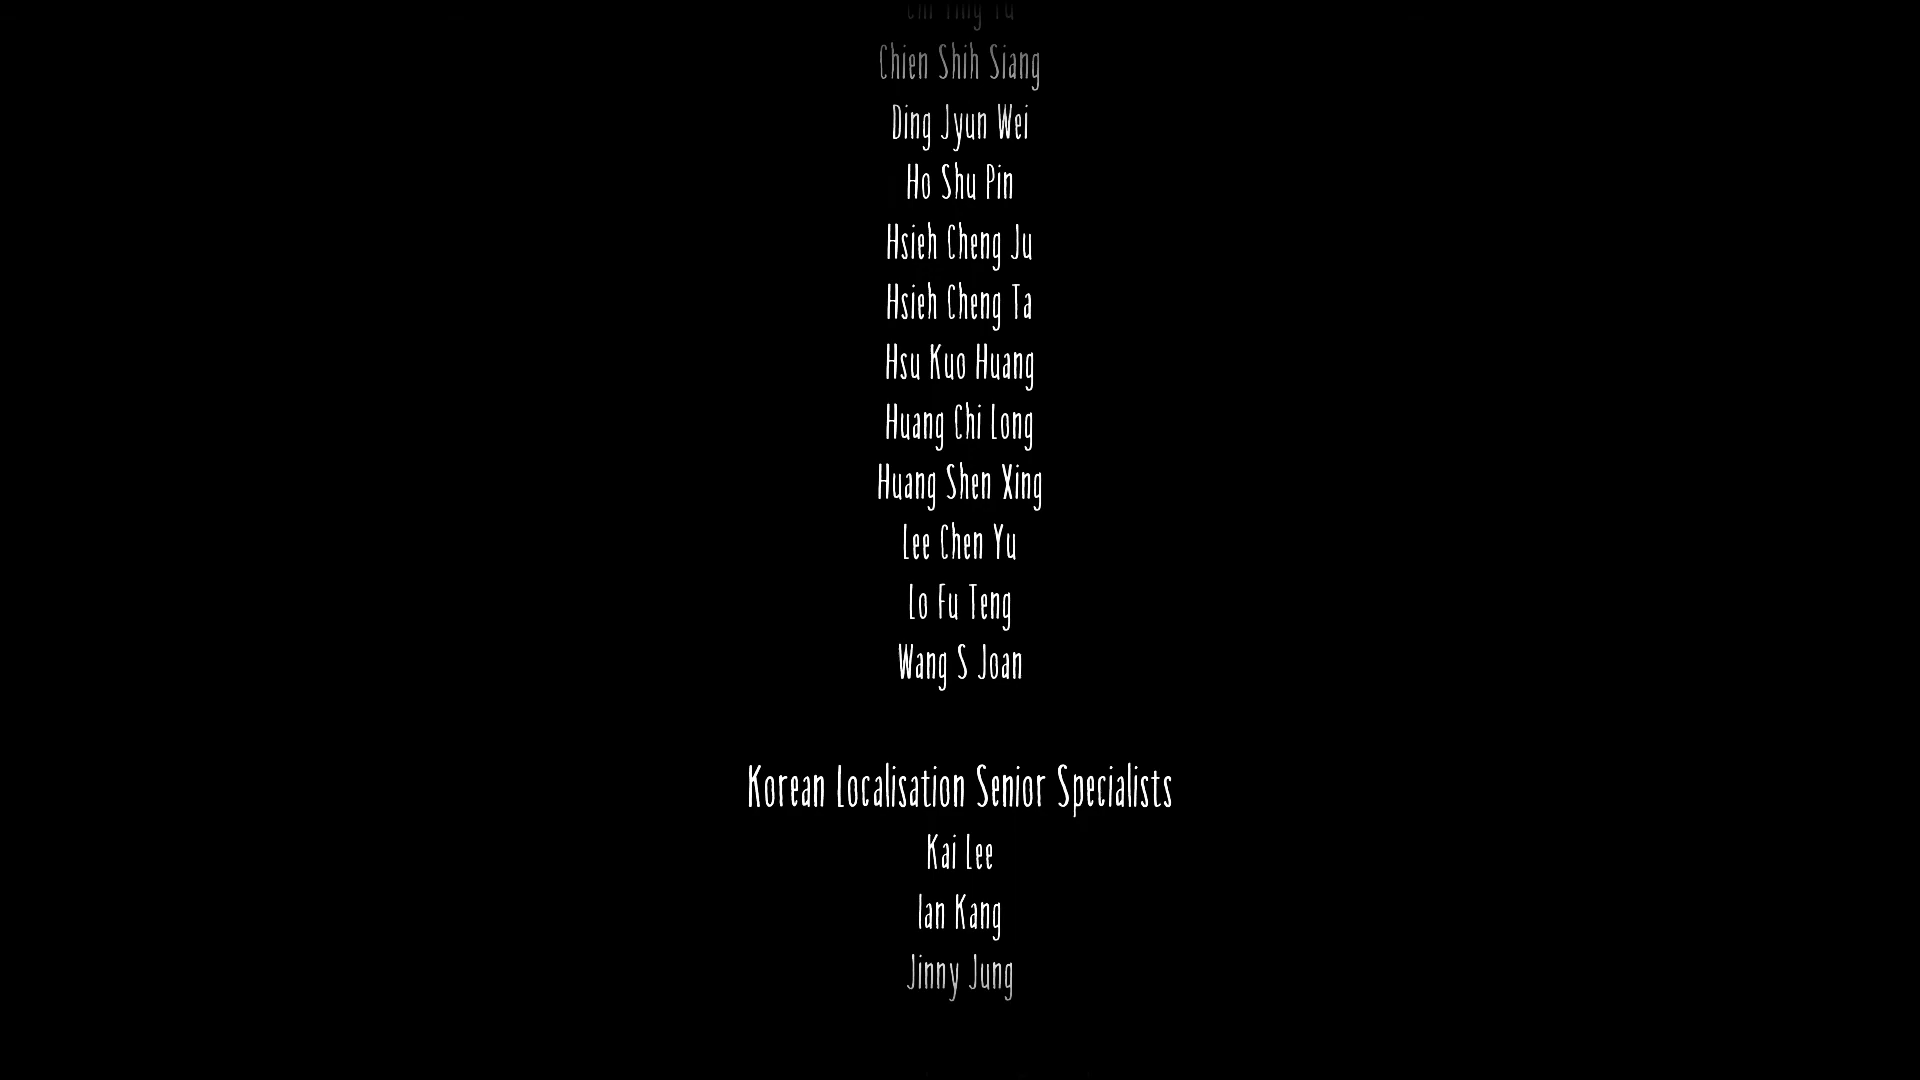 Chien Shih Siang
Ding Jyun Wei
Ho Shu Pin
Hsieh Cheng Ju
Hsieh Cheng Ta
Hsu Kuo Huang
Huang Chi Long
Huang Shen Xing
Lee Chen Yu
Lo Fu Teng
Wang S Joan
Korean Localisation Senior Specialists
Kai Lee
Ian Kang
Jinny Jung